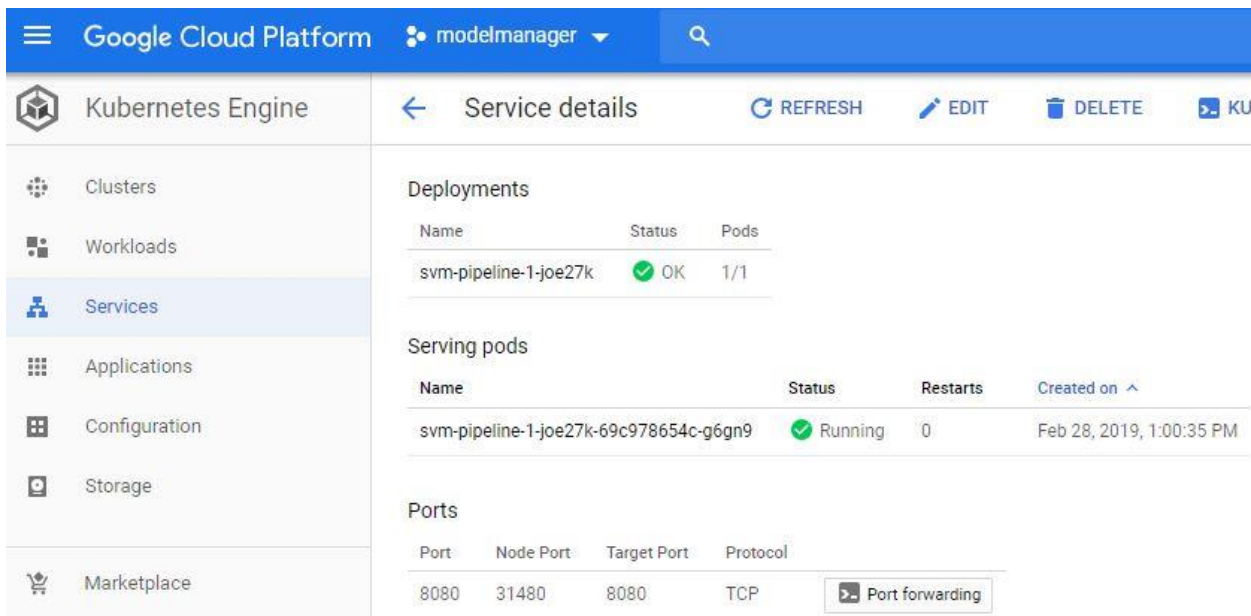 Google Cloud Platform modelmanager
Kubernetes Engine
Service details REFRESH EDIT DELETE KU
Clusters
Workloads
Services
Applications
Configuration
Storage
Marketplace
Deployments
Name Status Pods
svm-pipeline-1-joe27k OK 1/1
Serving pods
Name Status Restarts Created on
svm-pipeline-1-joe27k-69c978654c-g6gn9 Running 0 Feb 28, 2019, 1:00:35 PM
Ports
Port Node Port Target Port Protocol
8080 31480 8080 TCP Port forwarding